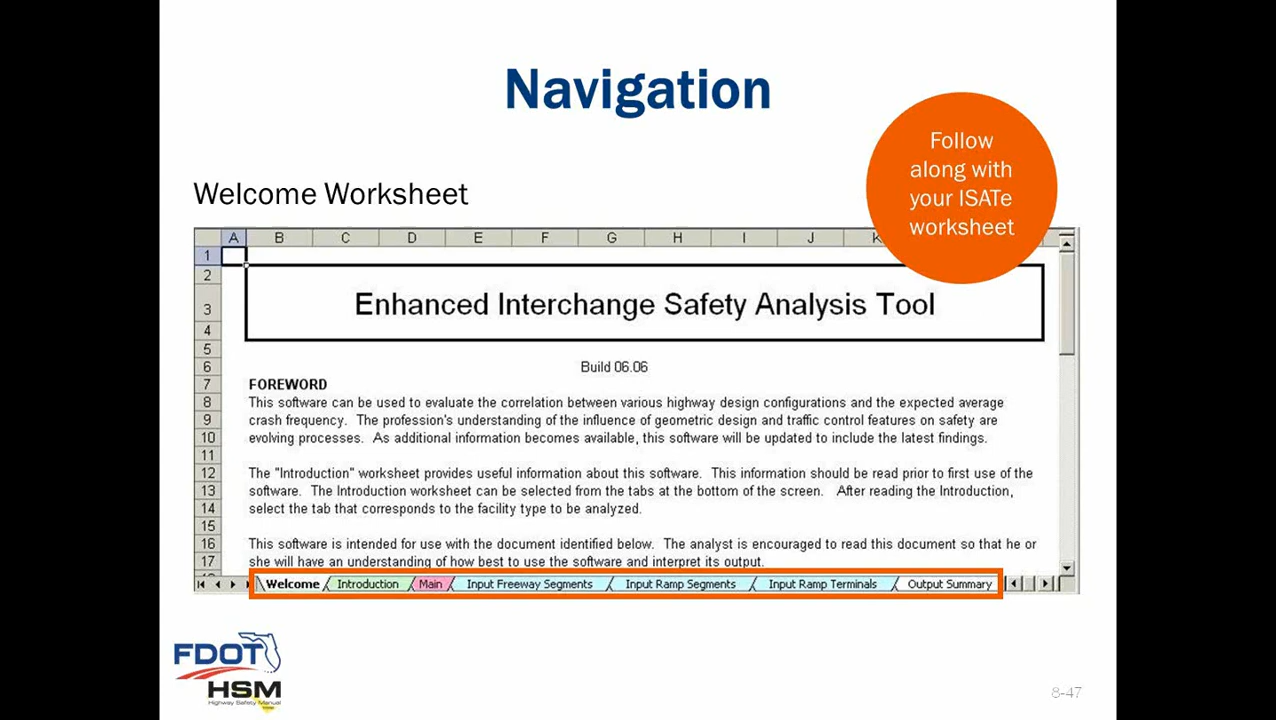 Navigation
Follow
along with
your ISATe
worksheet
Welcome Worksheet
A B C D E F G H I J K
1
2
3 Enhanced Interchange Safety Analysis Tool
4
5
6 Build 06.06
7 FOREWORD
8 This software can be used to evaluate the correlation between various highway design configurations and the expected average
9 crash frequency. The profession's understanding of the influence of geometric design and traffic control features on safety are
10 evolving processes. As additional information becomes available, this software will be updated to include the latest findings.
11
12 The "Introduction" worksheet provides useful information about this software. This information should be read prior to first use of the
13 software. The Introduction worksheet can be selected from the tabs at the bottom of the screen. After reading the Introduction,
14 select the tab that corresponds to the facility type to be analyzed.
15
16 This software is intended for use with the document identified below. The analyst is encouraged to read this document so that he or
17 she will have an understanding of how best to use the software and interpret its output.
Welcome Introduction Main Input Freeway Segments Input Ramp Segments Input Ramp Terminals Output Summary
FDOT
HSM
Highway Safety Manual
8-47